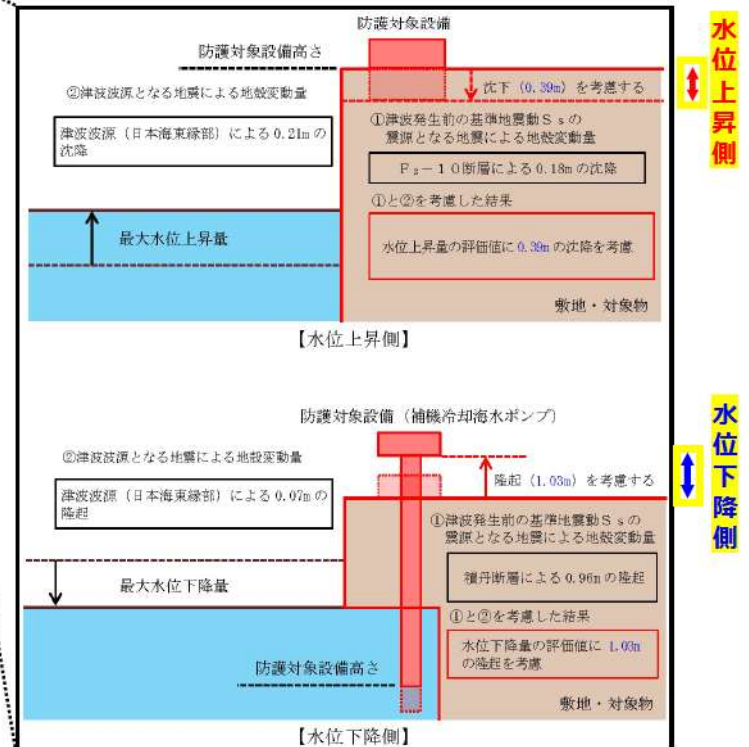 防護対象設備
防護対象設備高さ
沈下（0.39m）を考慮する
②津波波源となる地震による地殻変動量
津波波源（日本海東縁部）による0.21mの
沈降
①津波発生前の基準地震動Ｓｓの
震源となる地震による地殻変動量
Ｆs－１０断層による0.18mの沈降
①と②を考慮した結果
水位上昇量の評価値に0.39mの沈降を考慮
最大水位上昇量
敷地・対象物
【水位上昇側】
水位上昇側
防護対象設備（補機冷却海水ポンプ）
②津波波源となる地震による地殻変動量
津波波源（日本海東縁部）による0.07mの
隆起
隆起（1.03m）を考慮する
①津波発生前の基準地震動Ｓｓの
震源となる地震による地殻変動量
積丹断層による0.96mの隆起
①と②を考慮した結果
水位下降量の評価値に1.03m
の隆起を考慮
最大水位下降量
防護対象設備高さ
敷地・対象物
【水位下降側】
水位下降側